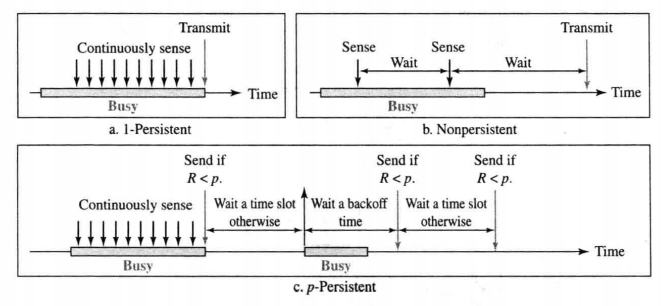 Transmit
Continuously sense
Time
Busy
a. 1-Persistent
Transmit
Sense Sense
Wait Wait
Time
Busy
b. Nonpersistent
Send if Send if Send if
R < p. R < p. R < p.
Continuously sense Wait a time slot Wait a backoff Wait a time slot
otherwise time otherwise
Time
Busy Busy
c. p-Persistent